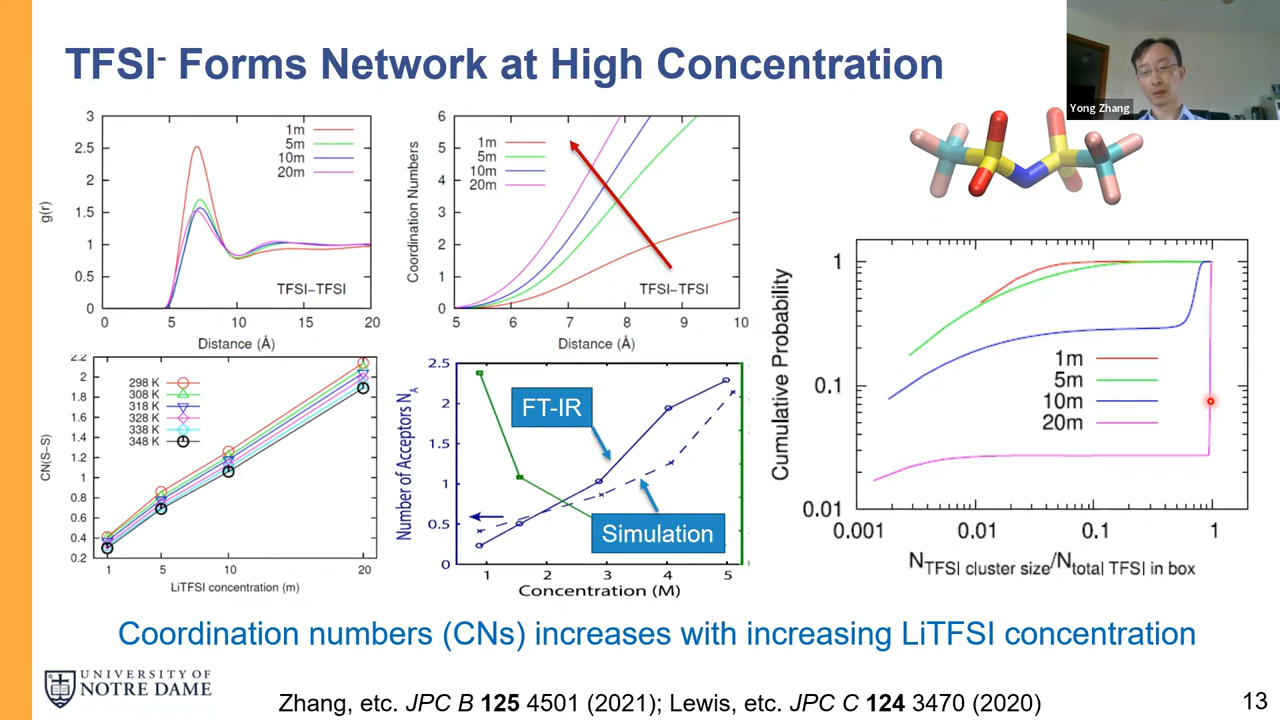 TFSI- Forms Network at High Concentration
Yong Zhang
3
2.5
2
1.5
1
0.5
0
g(r)
1m
5m
10m
20m
TFSI-TFSI
0 5 10 15 20
Distance (Å)
6
5
4
3
2
1
0
Coordination Numbers
1m
5m
10m
20m
TFSI-TFSI
5 6 7 8 9 10
Distance (Å)
2.2
2
1.8
1.6
1.4
1.2
1
0.8
0.6
0.4
0.2
CN(S-S)
298 K
308 K
318 K
328 K
338 K
348 K
1 5 10 20
LiTFSI concentration (m)
2.5
2
1.5
1
0.5
0
Number of Acceptors NA
FT-IR
Simulation
1 2 3 4 5
Concentration (M)
1
0.1
0.01
Cumulative Probability
1m
5m
10m
20m
0.001 0.01 0.1 1
NTFSI cluster size/Ntotal TFSI in box
Coordination numbers (CNs) increases with increasing LiTFSI concentration
UNIVERSITY OF
NOTRE DAME
Zhang, etc. JPC B 125 4501 (2021); Lewis, etc. JPC C 124 3470 (2020)
13